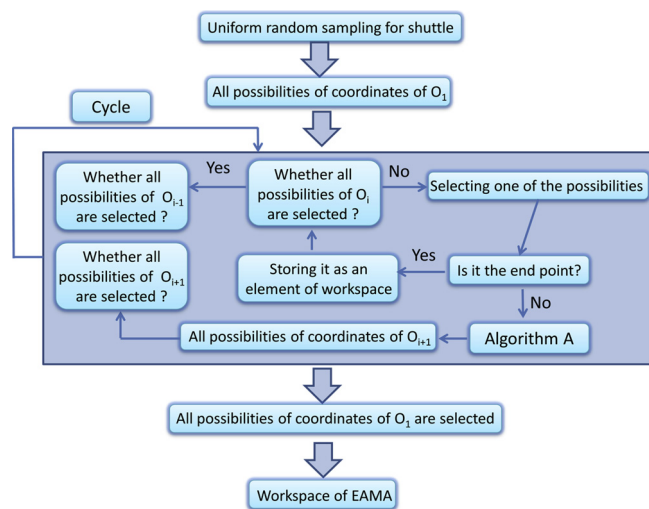 Uniform random sampling for shuttle
All possibilities of coordinates of O1
Cycle
Whether all
possibilities of Oi-1
are selected ?
Yes
Whether all
possibilities of Oi
are selected ?
No
Selecting one of the possibilities
Whether all
possibilities of Oi+1
are selected ?
Storing it as an
element of workspace
Yes
Is it the end point?
No
All possibilities of coordinates of Oi+1
Algorithm A
All possibilities of coordinates of O1 are selected
Workspace of EAMA